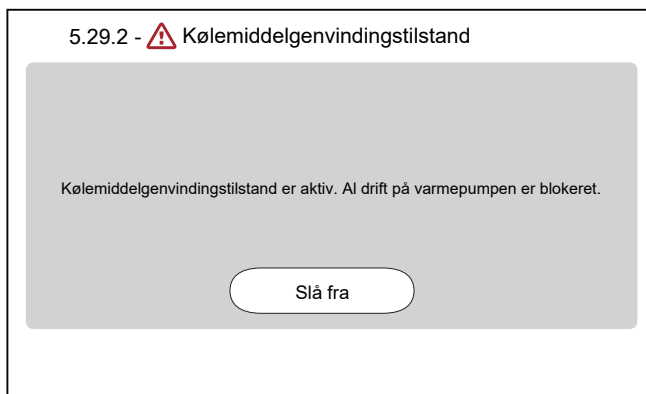 5.29.2 - Kølemiddelgenvindingstilstand
Kølemiddelgenvindingstilstand er aktiv. Al drift på varmepumpen er blokeret.
Slå fra